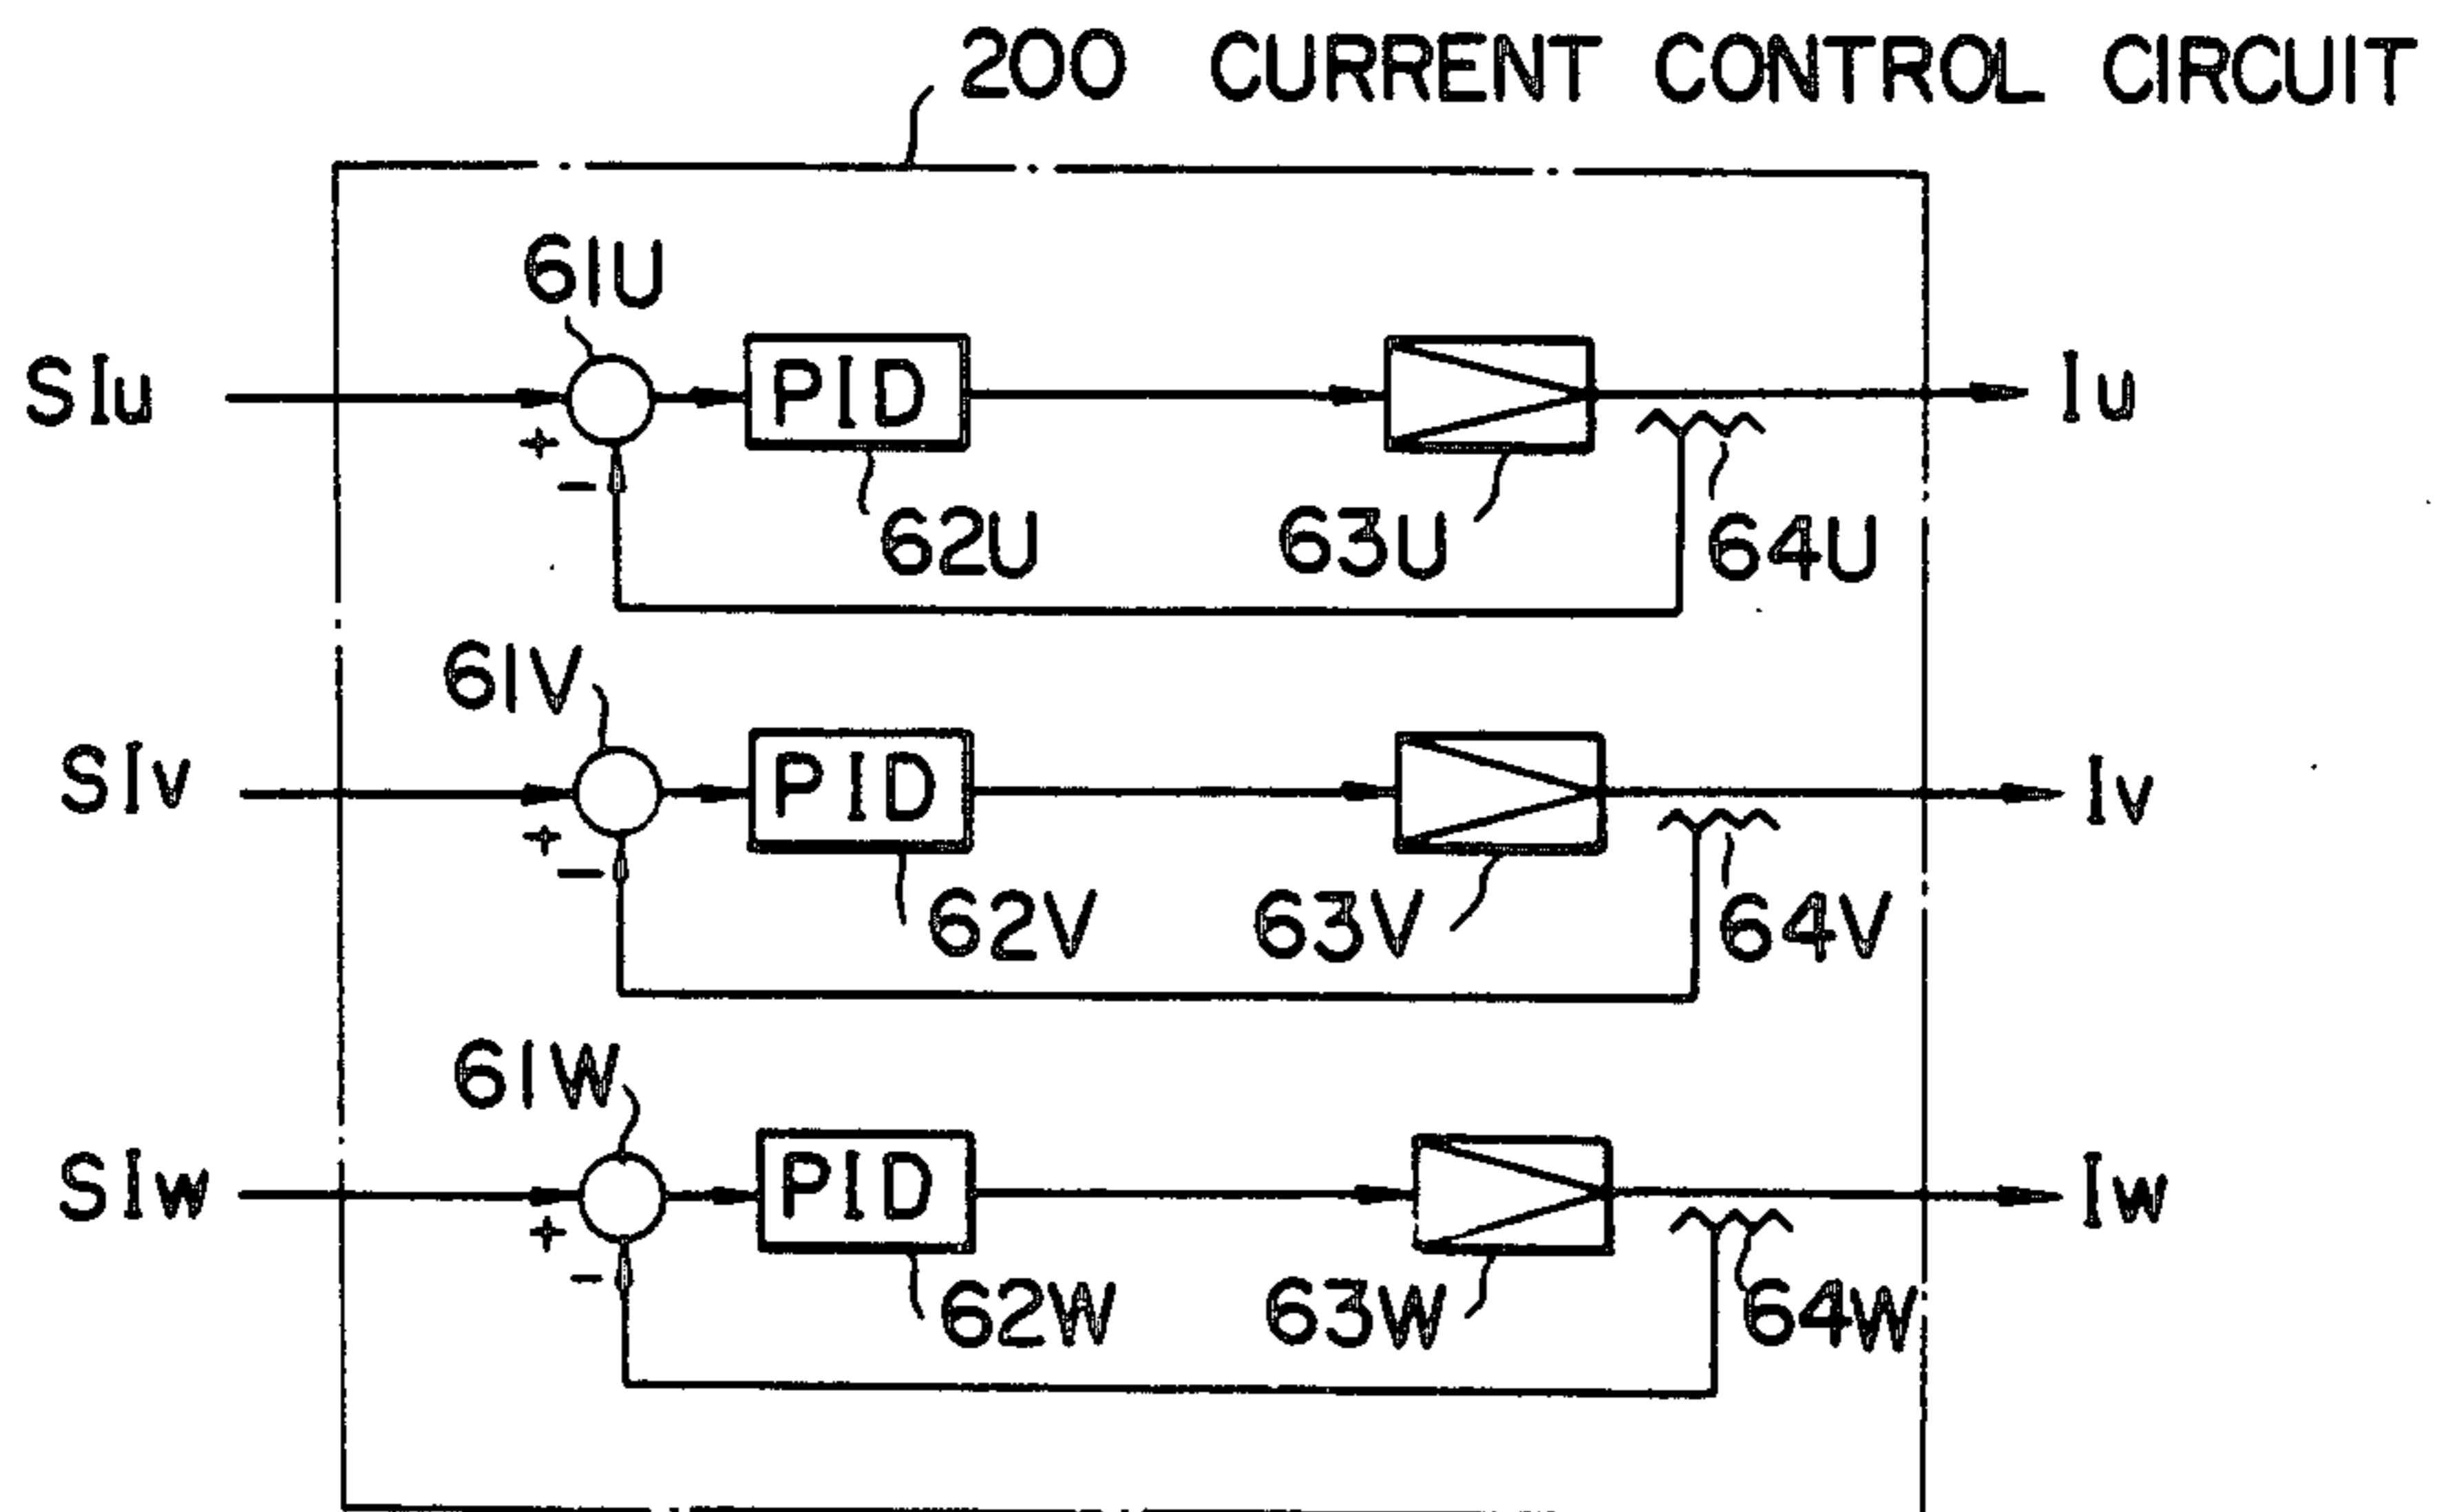 200 CURRENT CONTROL CIRCUIT
61U
SIu
PID
Iu
+
-
62U
63U
64U
61V
SIv
PID
Iv
+
-
62V
63V
64V
61W
SIw
PID
Iw
+
-
62W
63W
64W